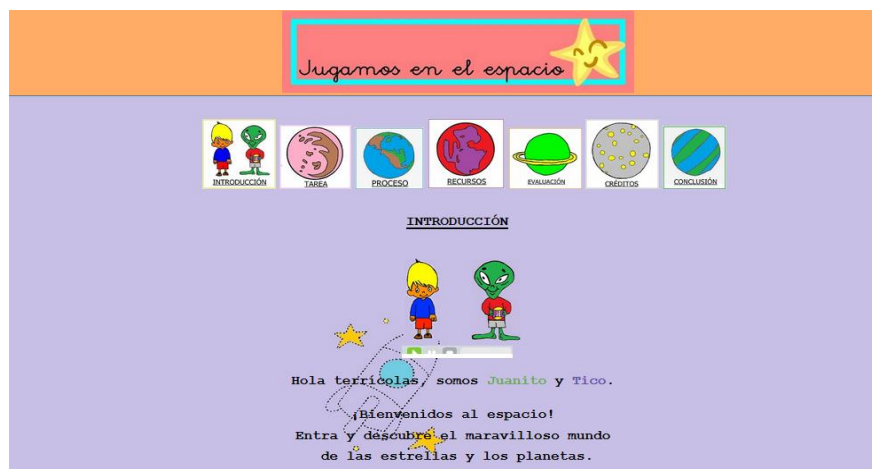 Jugamos en el espacio
INTRODUCCIÓN
TAREA
PROCESO
RECURSOS
EVALUACIÓN
CRÉDITOS
CONCLUSIÓN
INTRODUCCIÓN
Hola terrícolas, somos Juanito y Tico.
¡Bienvenidos al espacio!
Entra y descubre el maravilloso mundo
de las estrellas y los planetas.